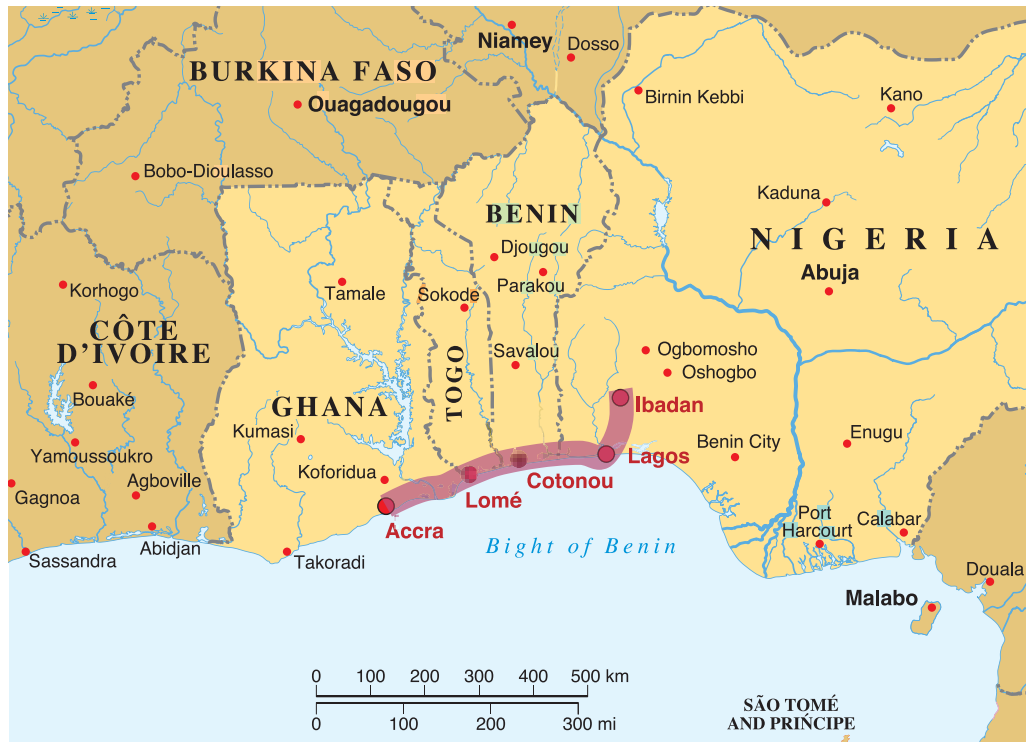 Niamey
Dosso
BURKINA FASO
Ouagadougou
Birnin Kebbi
Kano
Bobo-Dioulasso
Kaduna
BENIN
NIGERIA
Djougou
Parakou
Abuja
Korhogo
Tamale
Sokode
CÔTE
D'IVOIRE
Savalou
Ogbomosho
Oshogbo
TOGO
Bouaké
GHANA
Ibadan
Kumasi
Yamoussoukro
Lagos
Benin City
Enugu
Koforidua
Cotonou
Gagnoa
Agboville
Lomé
Accra
Port
Harcourt
Calabar
Sassandra
Abidjan
Takoradi
Bight of Benin
Douala
Malabo
0 100 200 300 400 500 km
0 100 200 300 mi
SÃO TOMÉ
AND PRIŃCIPE